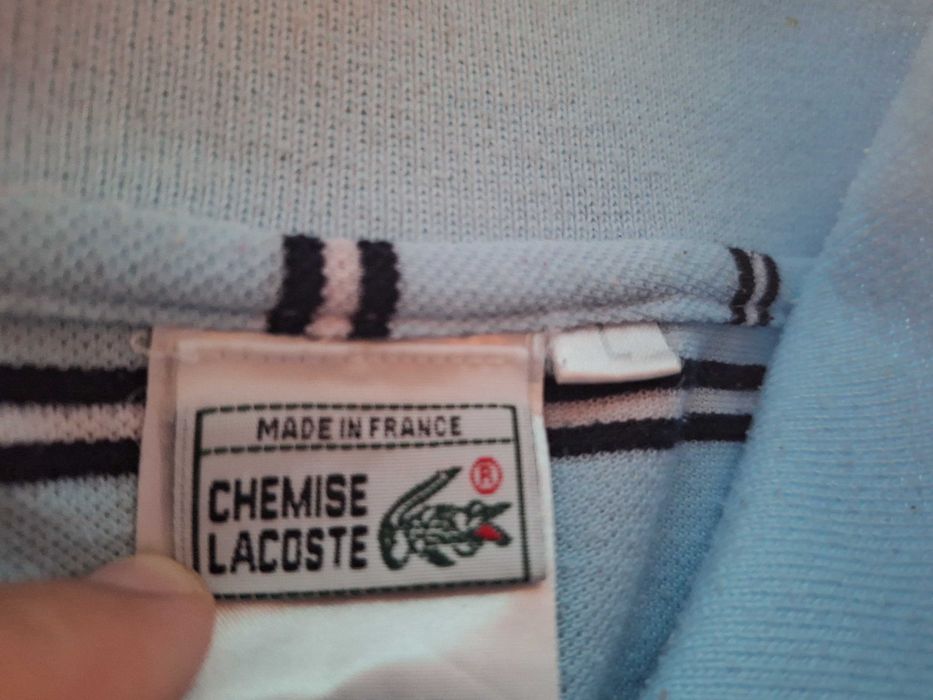 MADE IN FRANCE
CHEMISE
LACOSTE
®